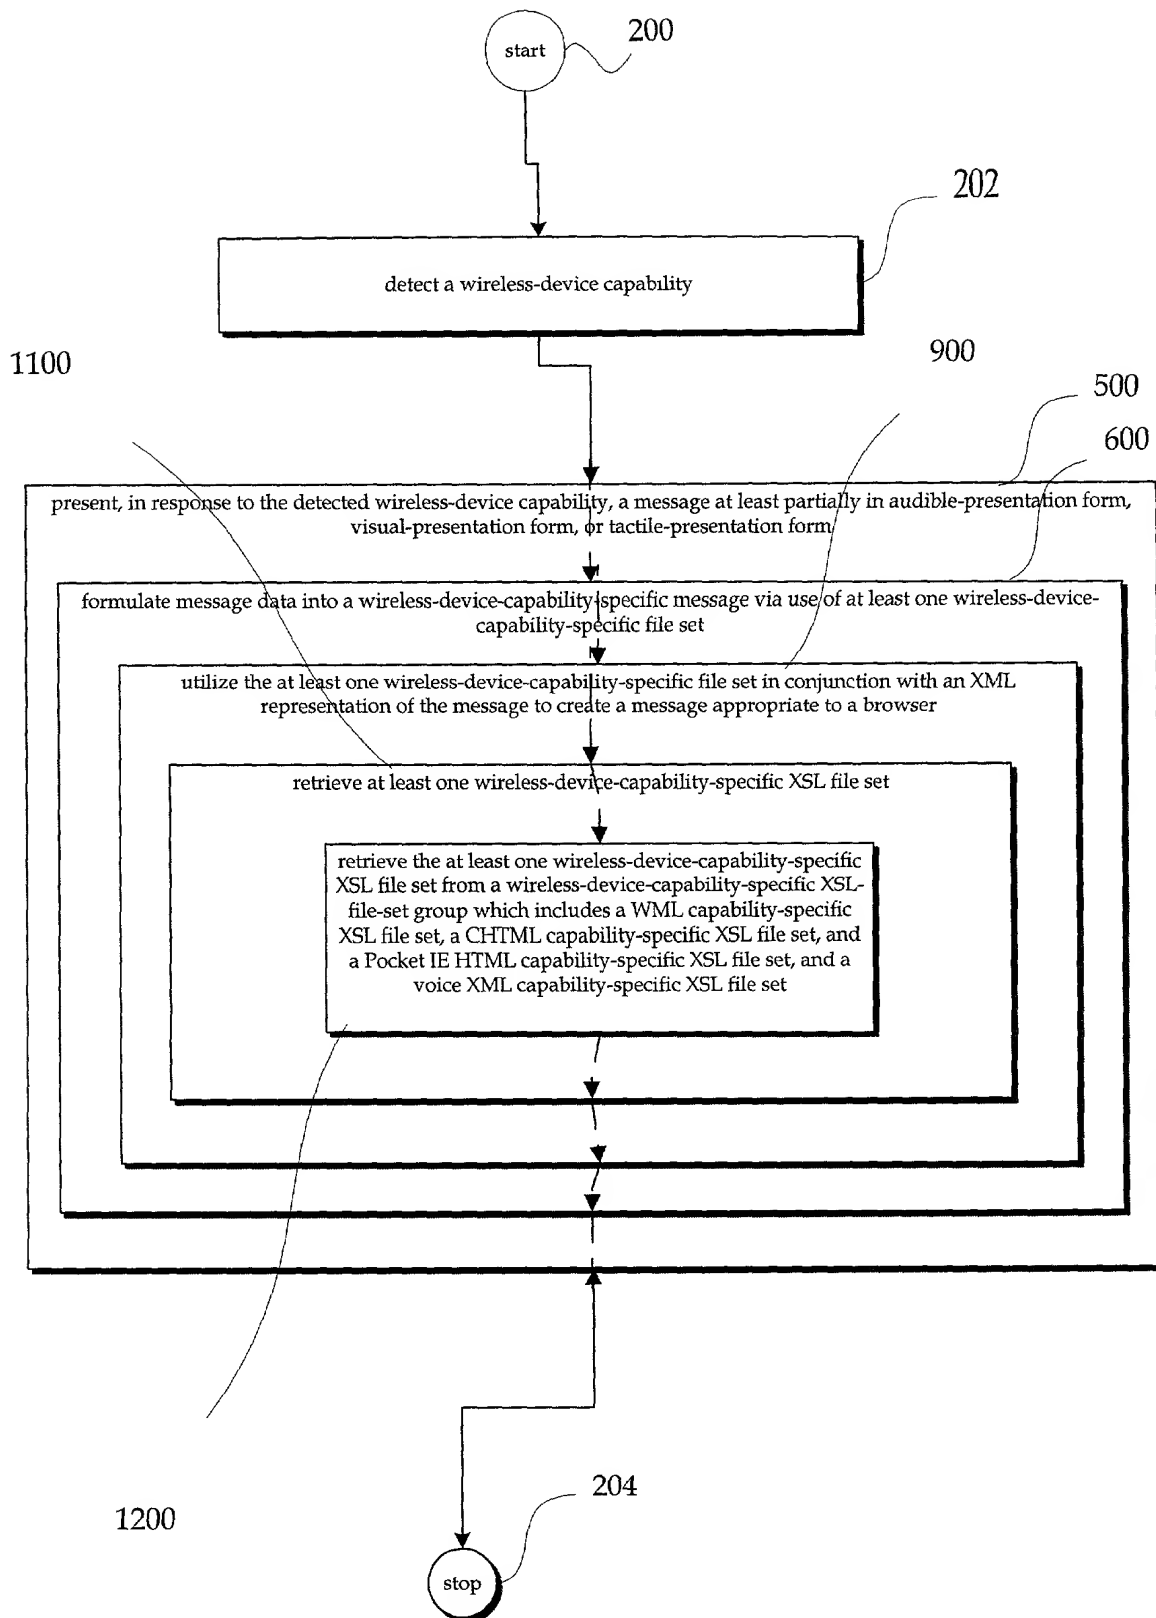 start
200
202
detect a wireless-device capability
1100
900
500
600
present, in response to the detected wireless-device capability, a message at least partially in audible-presentation form,
visual-presentation form, or tactile-presentation form
formulate message data into a wireless-device-capability-specific message via use of at least one wireless-device-
capability-specific file set
utilize the at least one wireless-device-capability-specific file set in conjunction with an XML
representation of the message to create a message appropriate to a browser
retrieve at least one wireless-device-capability-specific XSL file set
retrieve the at least one wireless-device-capability-specific
XSL file set from a wireless-device-capability-specific XSL-
file-set group which includes a WML capability-specific
XSL file set, a CHTML capability-specific XSL file set, and
a Pocket IE HTML capability-specific XSL file set, and a
voice XML capability-specific XSL file set
204
1200
stop